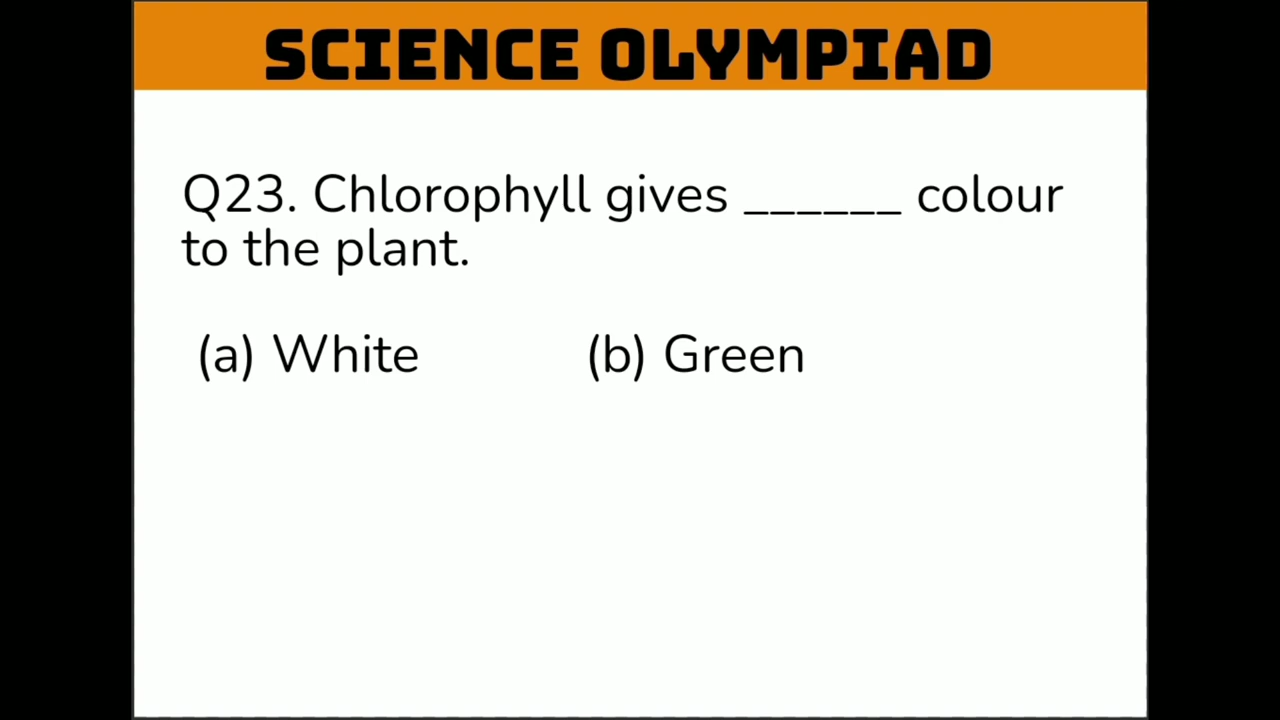 SCIENCE OLYMPIAD
Q23. Chlorophyll gives ______ colour
to the plant.
(a) White (b) Green